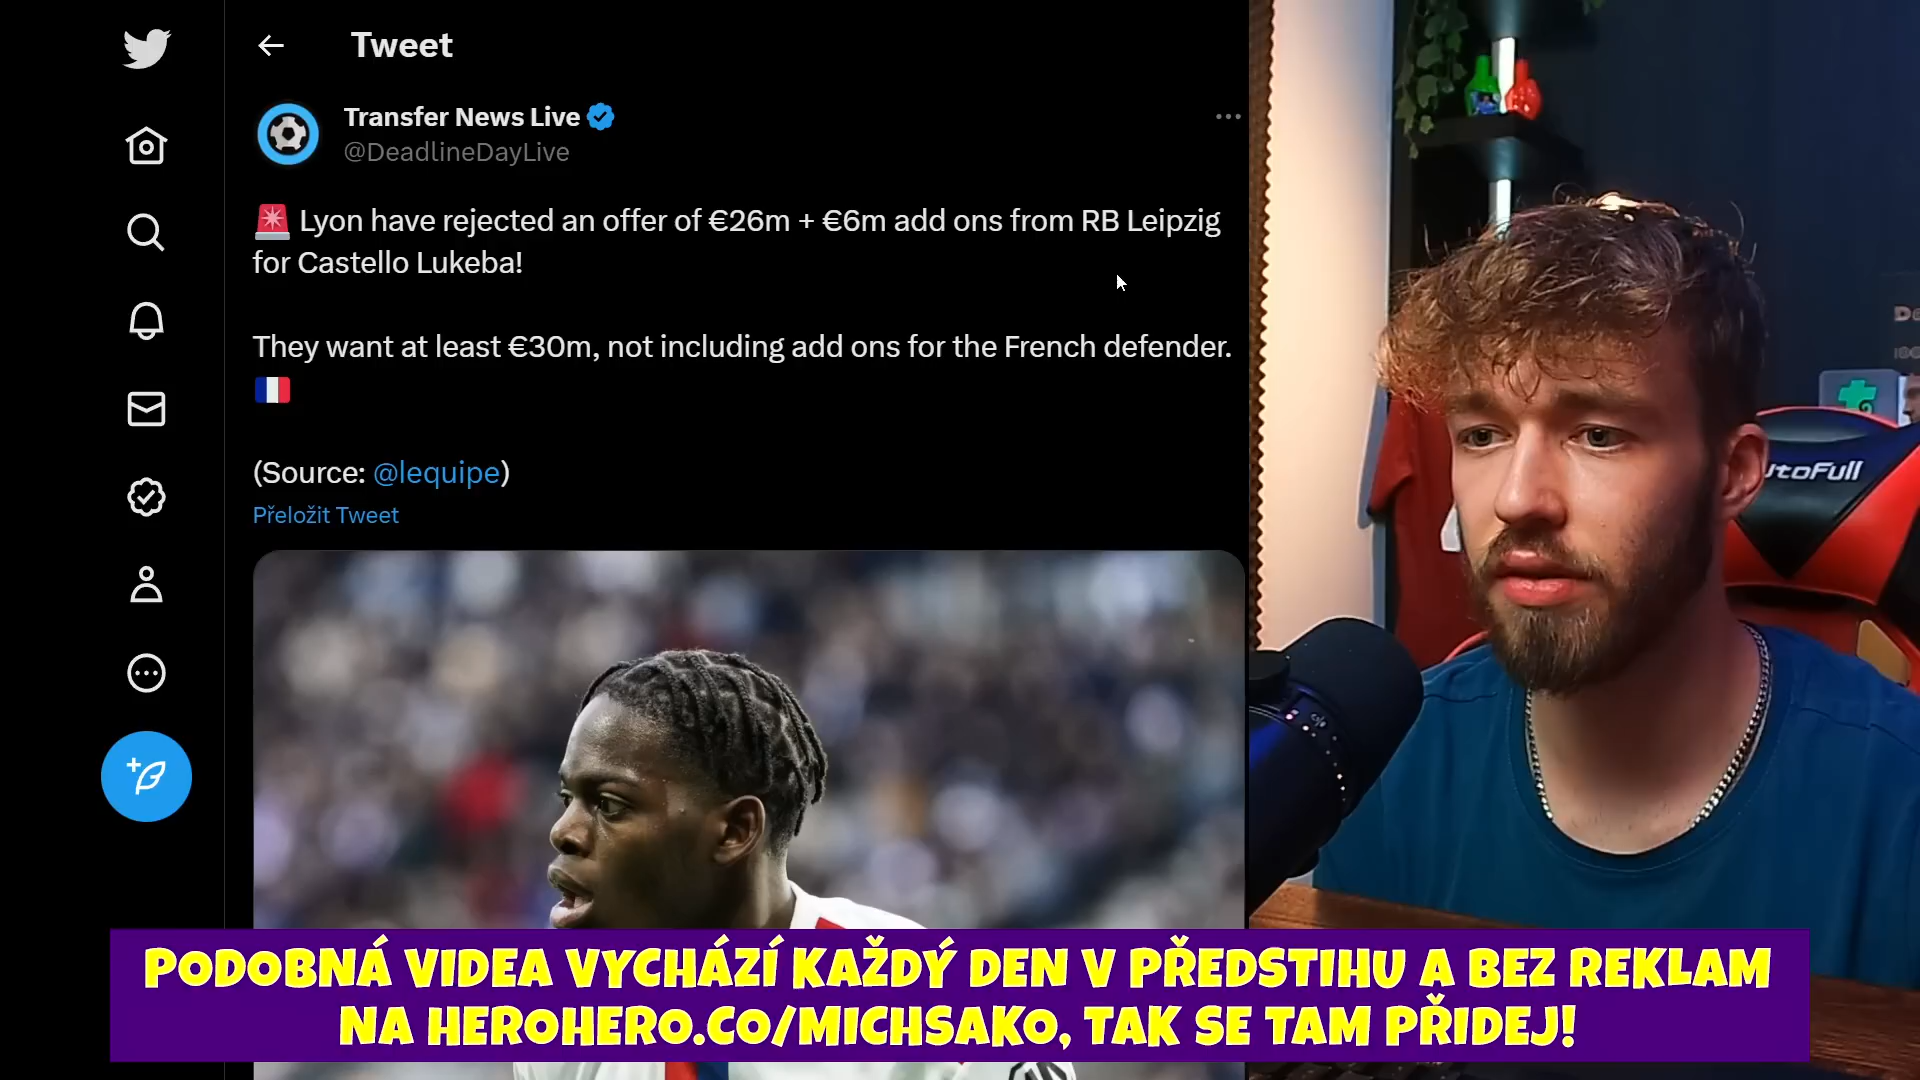 Tweet
Transfer News Live
@DeadlineDayLive
Lyon have rejected an offer of €26m + €6m add ons from RB Leipzig
for Castello Lukeba!
They want at least €30m, not including add ons for the French defender.
(Source: @lequipe)
Přeložit Tweet
utoFull
PODOBNÁ VIDEA VYCHÁZÍ KAŽDÝ DEN V PŘEDSTIHU A BEZ REKLAM
NA HEROHERO.CO/MICHSAKO, TAK SE TAM PŘIDEJ!